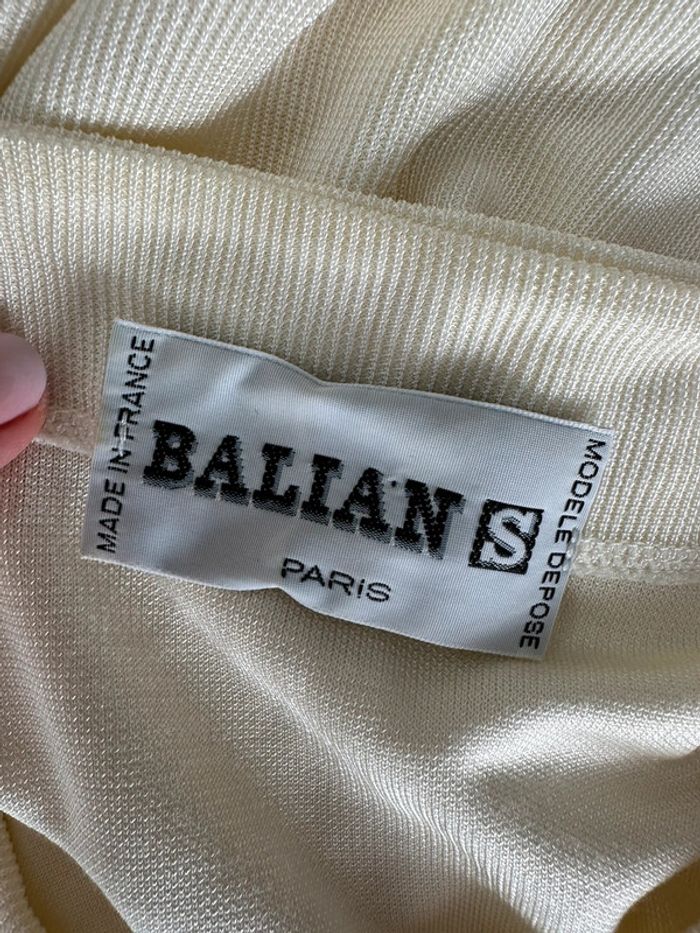 MADE IN FRANCE
BALIAN S
PARiS
MODELE DEPOSE